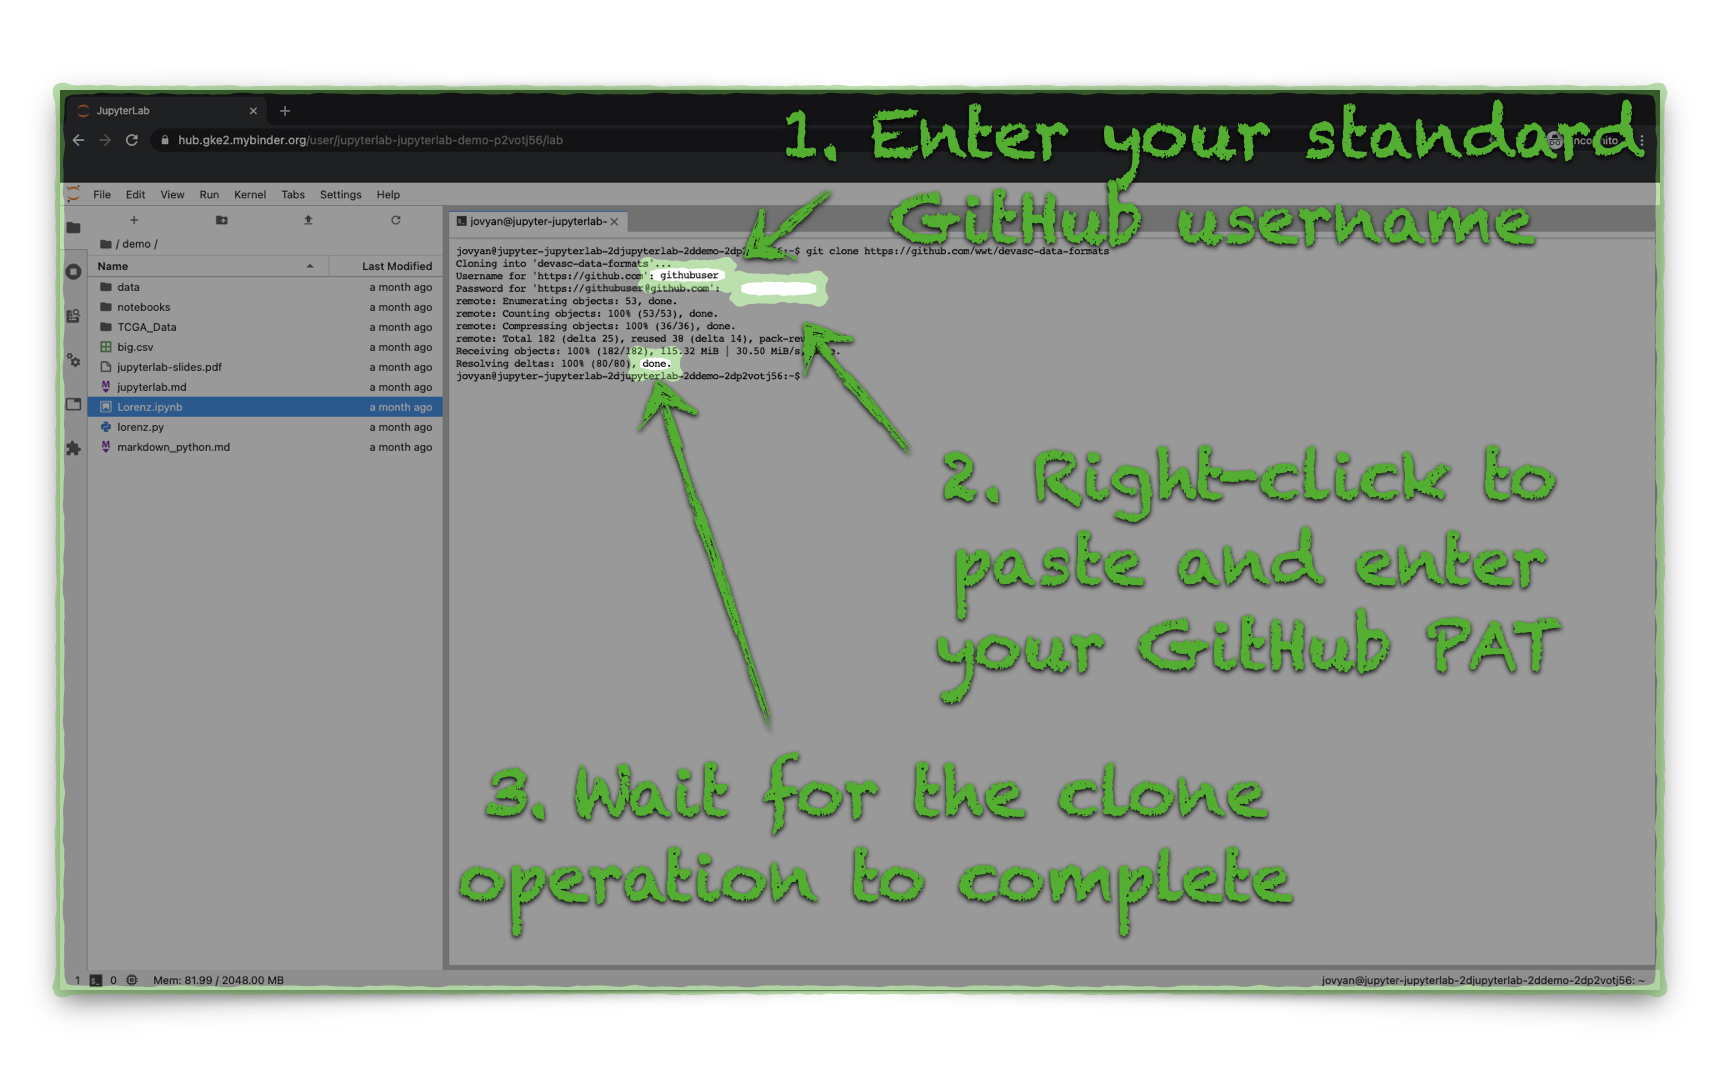 JupyterLab
hub.gke2.mybinder.org/user/jupyterlab-jupyterlab-demo-p2votj56/lab
1. Enter your standard
GitHub username
File Edit View Run Kernel Tabs Settings Help
/ demo /
Name Last Modified
data a month ago
notebooks a month ago
TCGA_Data a month ago
big.csv a month ago
jupyterlab-slides.pdf a month ago
jupyterlab.md a month ago
Lorenz.ipynb a month ago
lorenz.py a month ago
markdown_python.md a month ago
jovyan@jupyter-jupyterlab-
jovyan@jupyter-jupyterlab-2djupyterlab-2ddemo-2dp2votj56:~$ git clone https://github.com/wwt/devasc-data-formats
Cloning into 'devasc-data-formats'...
Username for 'https://github.com': githubuser
Password for 'https://githubuser@github.com':
remote: Enumerating objects: 53, done.
remote: Counting objects: 100% (53/53), done.
remote: Compressing objects: 100% (36/36), done.
remote: Total 182 (delta 25), reused 38 (delta 14),
Receiving objects: 100% (182/182), 115.32 MiB | 30.50 MiB/s,
Resolving deltas: 100% (80/80), done.
jovyan@jupyter-jupyterlab-2djupyterlab-2ddemo-2dp2votj56:~$
2. Right-click to
paste and enter
your GitHub PAT
3. Wait for the clone
operation to complete
1 0 Mem: 81.99 / 2048.00 MB
jovyan@jupyter-jupyterlab-2djupyterlab-2ddemo-2dp2votj56: ~